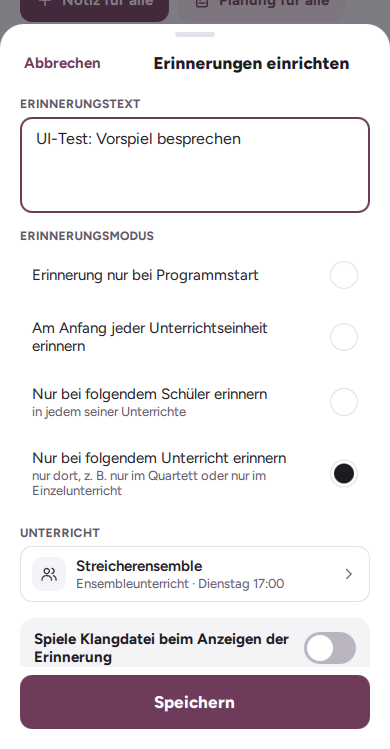 Notiz für alle
Planung für alle
Abbrechen
Erinnerungen einrichten
ERINNERUNGSTEXT
UI-Test: Vorspiel besprechen
ERINNERUNGSMODUS
Erinnerung nur bei Programmstart
Am Anfang jeder Unterrichtseinheit
erinnern
Nur bei folgendem Schüler erinnern
in jedem seiner Unterrichte
Nur bei folgendem Unterricht erinnern
nur dort, z. B. nur im Quartett oder nur im
Einzelunterricht
UNTERRICHT
Streicherensemble
Ensembleunterricht · Dienstag 17:00
Spiele Klangdatei beim Anzeigen der
Erinnerung
Speichern